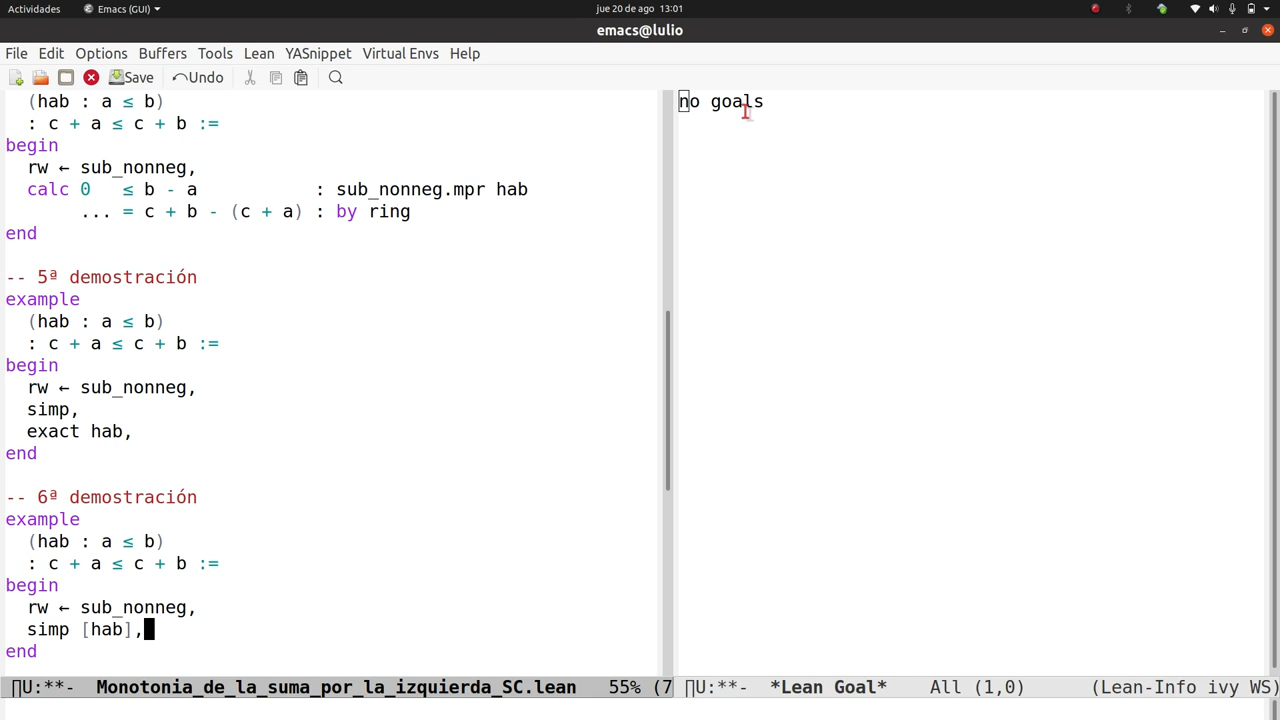 Actividades Emacs (GUI) jue 20 de ago 13:01
emacs@lulio
File Edit Options Buffers Tools Lean YASnippet Virtual Envs Help
Save Undo
(hab : a ≤ b)
: c + a ≤ c + b :=
begin
rw ← sub_nonneg,
calc 0 ≤ b - a : sub_nonneg.mpr hab
... = c + b - (c + a) : by ring
end
-- 5ª demostración
example
(hab : a ≤ b)
: c + a ≤ c + b :=
begin
rw ← sub_nonneg,
simp,
exact hab,
end
-- 6ª demostración
example
(hab : a ≤ b)
: c + a ≤ c + b :=
begin
rw ← sub_nonneg,
simp [hab],
end
U:**- Monotonia_de_la_suma_por_la_izquierda_SC.lean 55% (7
no goals
U:**- *Lean Goal* All (1,0) (Lean-Info ivy WS)